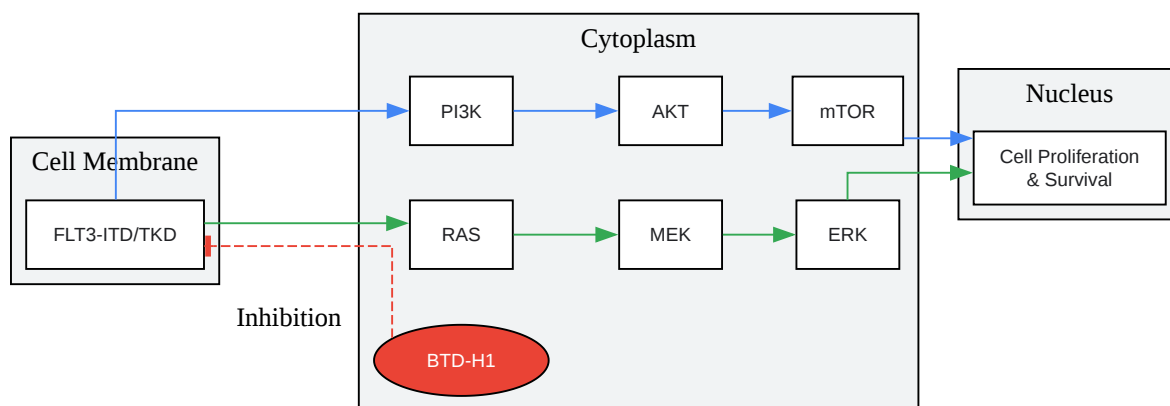 Cytoplasm
Nucleus
Cell Membrane
PI3K
AKT
mTOR
Cell Proliferation
& Survival
FLT3-ITD/TKD
RAS
MEK
ERK
Inhibition
BTD-H1